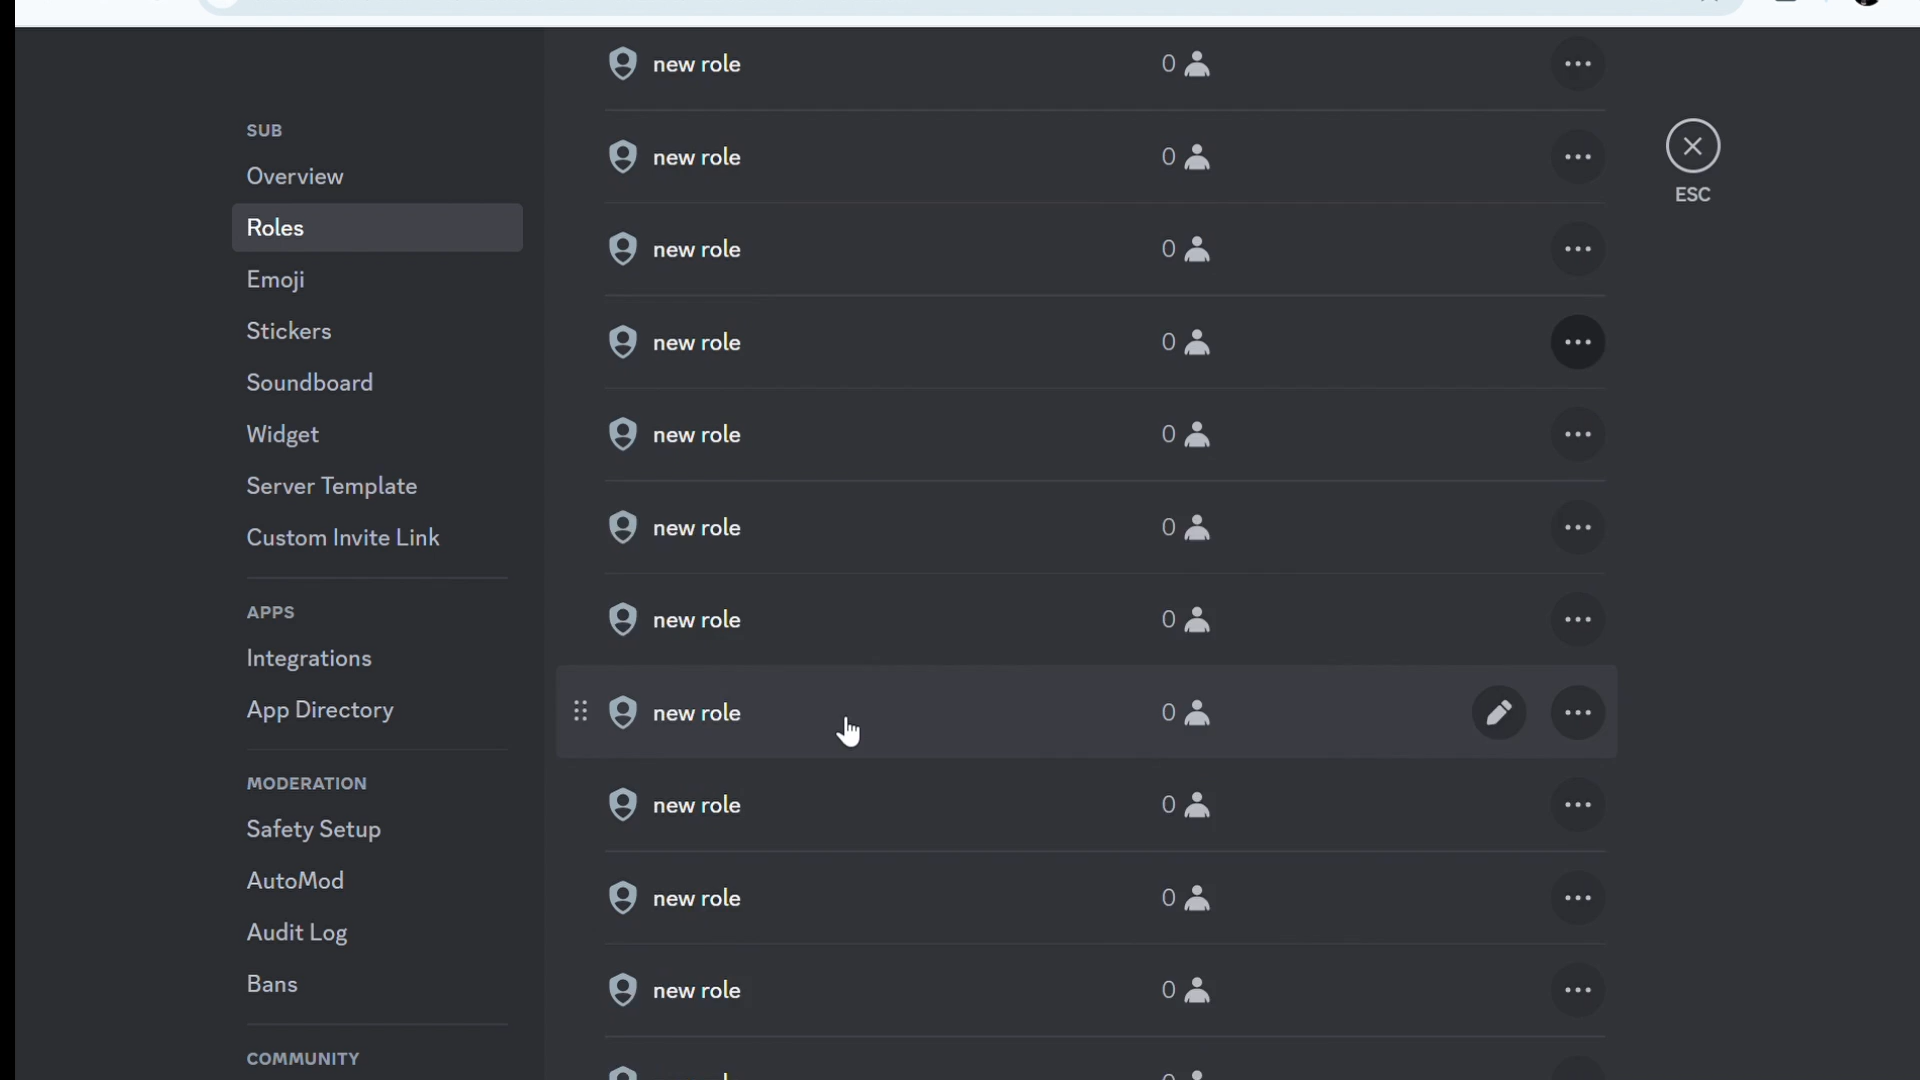 SUB
Overview
Roles
Emoji
Stickers
Soundboard
Widget
Server Template
Custom Invite Link
APPS
Integrations
App Directory
MODERATION
Safety Setup
AutoMod
Audit Log
Bans
COMMUNITY
new role 0
new role 0
new role 0
new role 0
new role 0
new role 0
new role 0
new role 0
new role 0
new role 0
new role 0
ESC